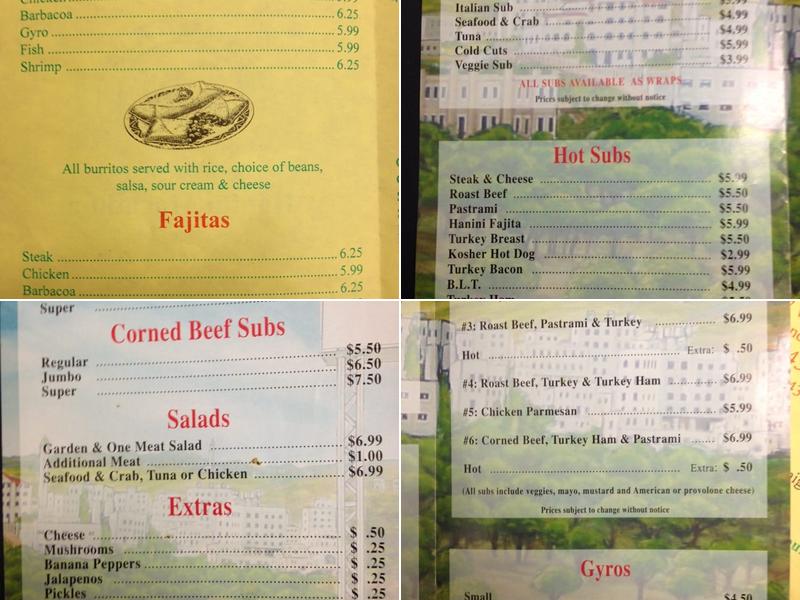 Barbacoa 6.25
Gyro 5.99
Fish 5.99
Shrimp 6.25
All burritos served with rice, choice of beans,
salsa, sour cream & cheese
Fajitas
Steak 6.25
Chicken 5.99
Barbacoa 6.25
Italian Sub
Seafood & Crab $4.99
Tuna $4.99
Cold Cuts $5.99
Veggie Sub $3.99
ALL SUBS AVAILABLE AS WRAPS
Prices subject to change without notice
Hot Subs
Steak & Cheese $5.99
Roast Beef $5.50
Pastrami $5.50
Hanini Fajita $5.99
Turkey Breast $5.50
Kosher Hot Dog $2.99
Turkey Bacon $5.99
B.L.T. $4.99
Turkey Ham
Super
Corned Beef Subs
Regular $5.50
Jumbo $6.50
Super $7.50
Salads
Garden & One Meat Salad $6.99
Additional Meat $1.00
Seafood & Crab, Tuna or Chicken $6.99
Extras
Cheese $ .50
Mushrooms $ .25
Banana Peppers $ .25
Jalapenos $ .25
Pickles $ .25
#3: Roast Beef, Pastrami & Turkey $6.99
Hot Extra: $ .50
#4: Roast Beef, Turkey & Turkey Ham $6.99
#5: Chicken Parmesan $5.99
#6: Corned Beef, Turkey Ham & Pastrami $6.99
Hot Extra: $ .50
(All subs include veggies, mayo, mustard and American or provolone cheese)
Prices subject to change without notice
Gyros
Small $4.50